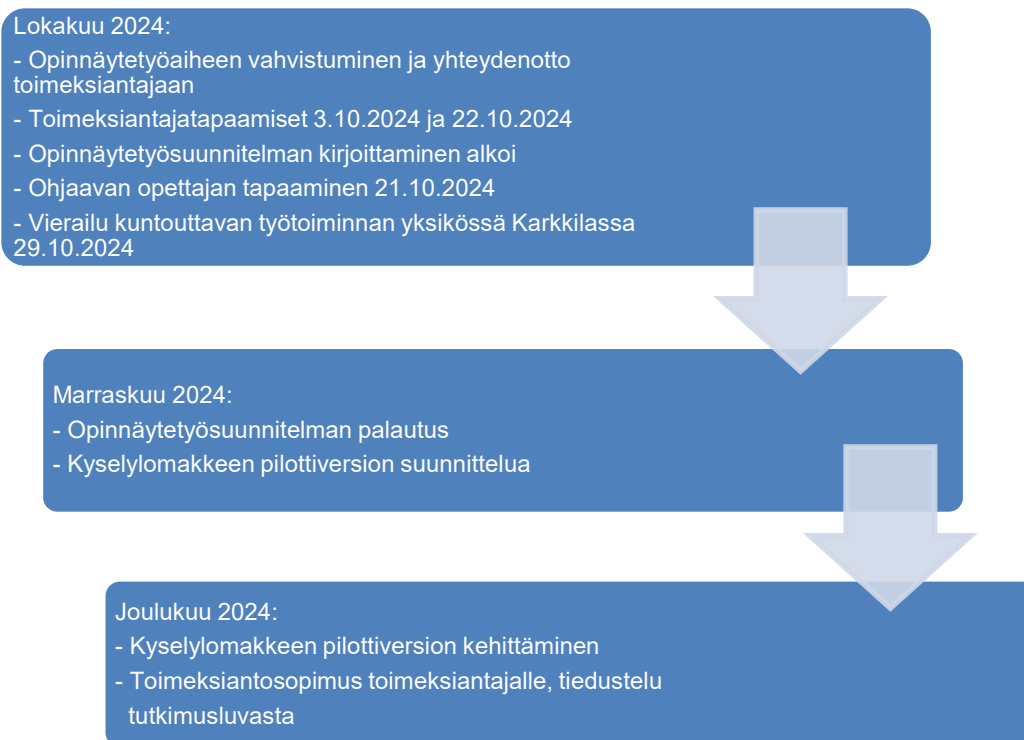 Lokakuu 2024:
- Opinnäytetyöaiheen vahvistuminen ja yhteydenotto
toimeksiantajaan
- Toimeksiantajatapaamiset 3.10.2024 ja 22.10.2024
- Opinnäytetyösuunnitelman kirjoittaminen alkoi
- Ohjaavan opettajan tapaaminen 21.10.2024
- Vierailu kuntouttavan työtoiminnan yksikössä Karkkilassa
29.10.2024
Marraskuu 2024:
- Opinnäytetyösuunnitelman palautus
- Kyselylomakkeen pilottiversion suunnittelua
Joulukuu 2024:
- Kyselylomakkeen pilottiversion kehittäminen
- Toimeksiantosopimus toimeksiantajalle, tiedustelu
tutkimusluvasta